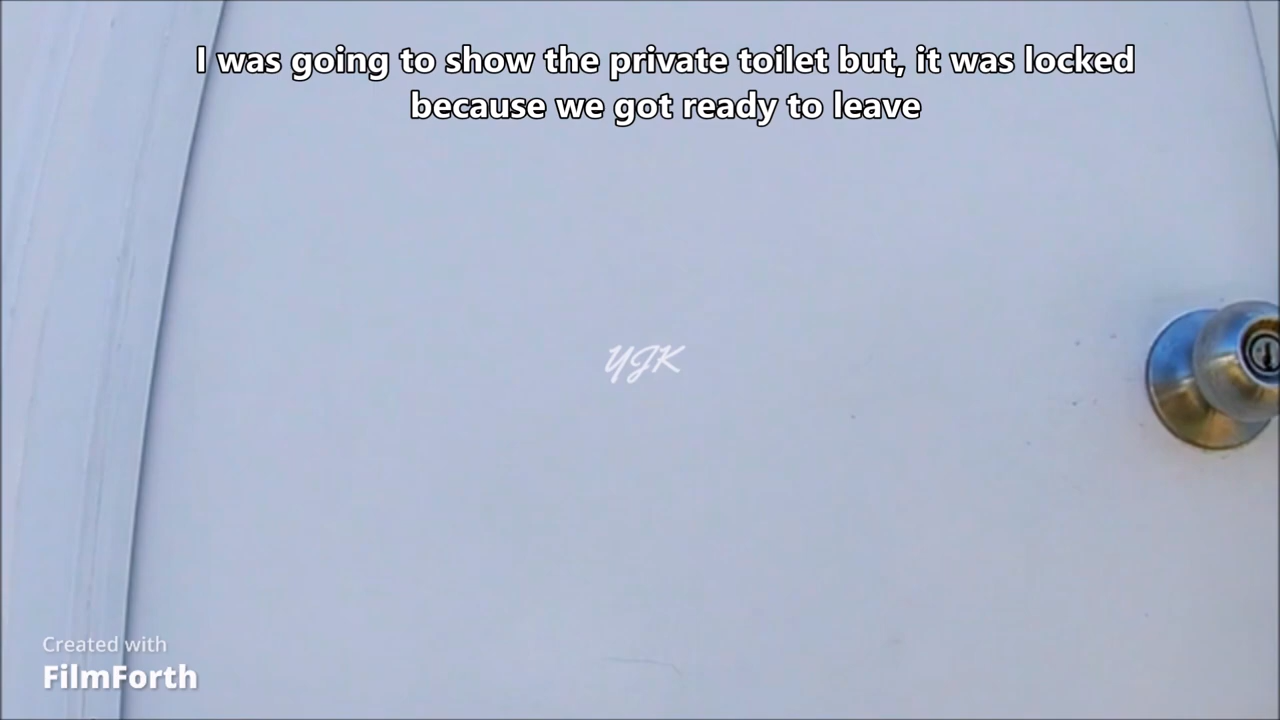 I was going to show the private toilet but, it was locked
because we got ready to leave
YJK
Created with
FilmForth